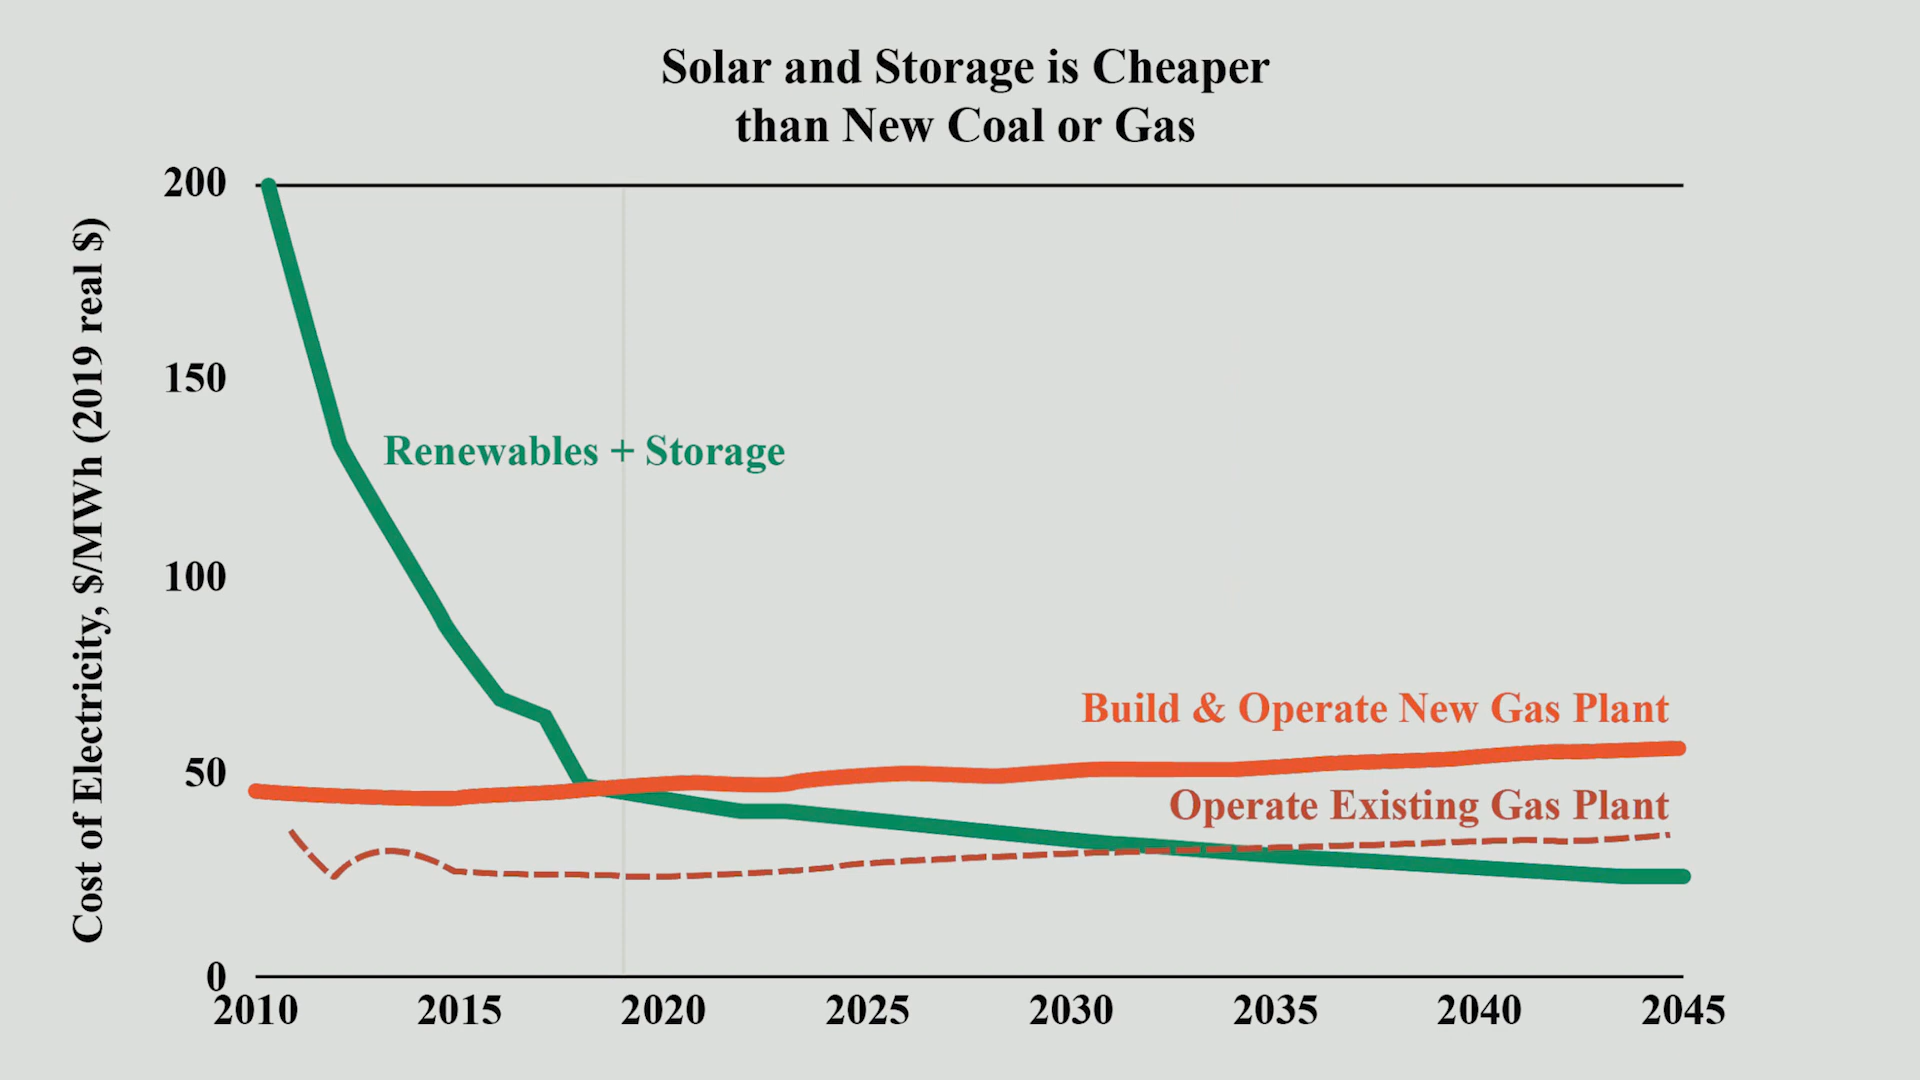 Solar and Storage is Cheaper
than New Coal or Gas
Cost of Electricity, $/MWh (2019 real $)
200
150
100
50
0
Renewables + Storage
Build & Operate New Gas Plant
Operate Existing Gas Plant
2010 2015 2020 2025 2030 2035 2040 2045